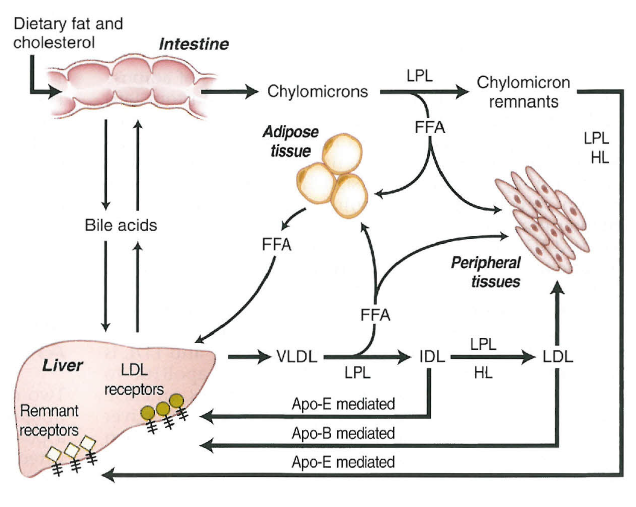 Dietary fat and
cholesterol
Intestine
Chylomicrons
LPL
Chylomicron
remnants
FFA
LPL
HL
Adipose
tissue
Bile acids
FFA
Peripheral
tissues
FFA
Liver
LDL
receptors
Remnant
receptors
VLDL
LPL
IDL
LPL
HL
LDL
Apo-E mediated
Apo-B mediated
Apo-E mediated